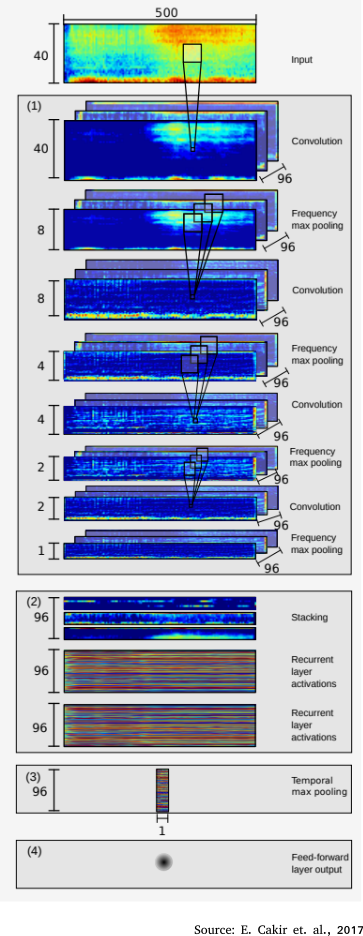 500
40
Input
(1)
40
Convolution
96
8
Frequency
max pooling
96
8
Convolution
96
4
Frequency
max pooling
96
4
Convolution
96
2
Frequency
max pooling
96
2
Convolution
96
1
Frequency
max pooling
96
(2)
96
Stacking
96
Recurrent
layer
activations
96
Recurrent
layer
activations
(3)
96
Temporal
max pooling
1
(4)
Feed-forward
layer output
Source: E. Cakir et. al., 2017